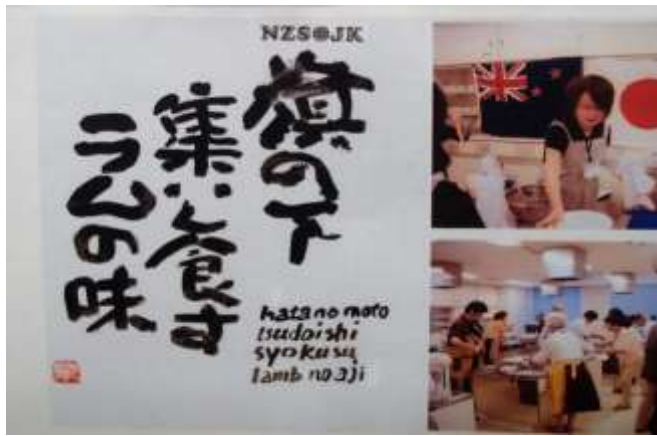 NZS●JK
旗の下
集い食す
ラムの味
hatano moto
tsudoishi
syokusu
lamb no aji